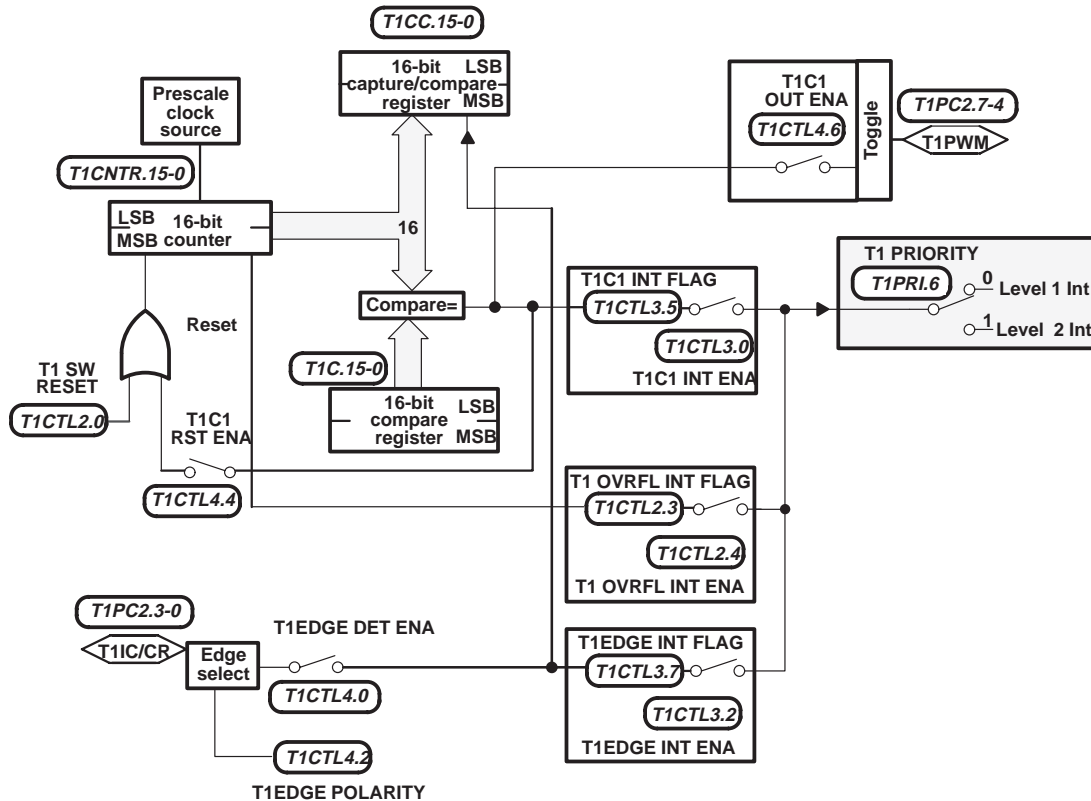 T1CC.15-0
16-bit
capture/compare
register
LSB
MSB
Prescale
clock
source
T1CNTR.15-0
LSB
MSB
16-bit
counter
16
T1C1
OUT ENA
T1CTL4.6
Toggle
T1PC2.7-4
T1PWM
Compare=
T1C1 INT FLAG
T1CTL3.5
T1CTL3.0
T1C1 INT ENA
T1 PRIORITY
T1PRI.6
0
Level 1 Int
1
Level 2 Int
Reset
T1 SW
RESET
T1CTL2.0
T1C1
RST ENA
T1CTL4.4
T1C.15-0
16-bit
compare
register
LSB
MSB
T1 OVRFL INT FLAG
T1CTL2.3
T1CTL2.4
T1 OVRFL INT ENA
T1PC2.3-0
T1IC/CR
Edge
select
T1EDGE DET ENA
T1CTL4.0
T1CTL4.2
T1EDGE POLARITY
T1EDGE INT FLAG
T1CTL3.7
T1CTL3.2
T1EDGE INT ENA